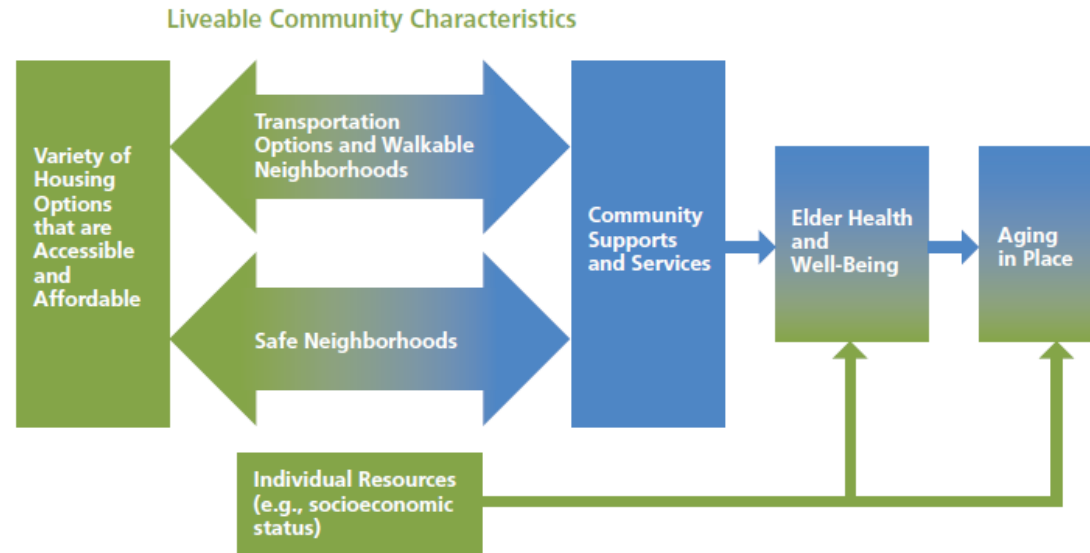 Liveable Community Characteristics
Variety of
Housing
Options
that are
Accessible
and
Affordable
Transportation
Options and Walkable
Neighborhoods
Safe Neighborhoods
Community
Supports
and Services
Elder Health
and
Well-Being
Aging
in Place
Individual Resources
(e.g., socioeconomic
status)